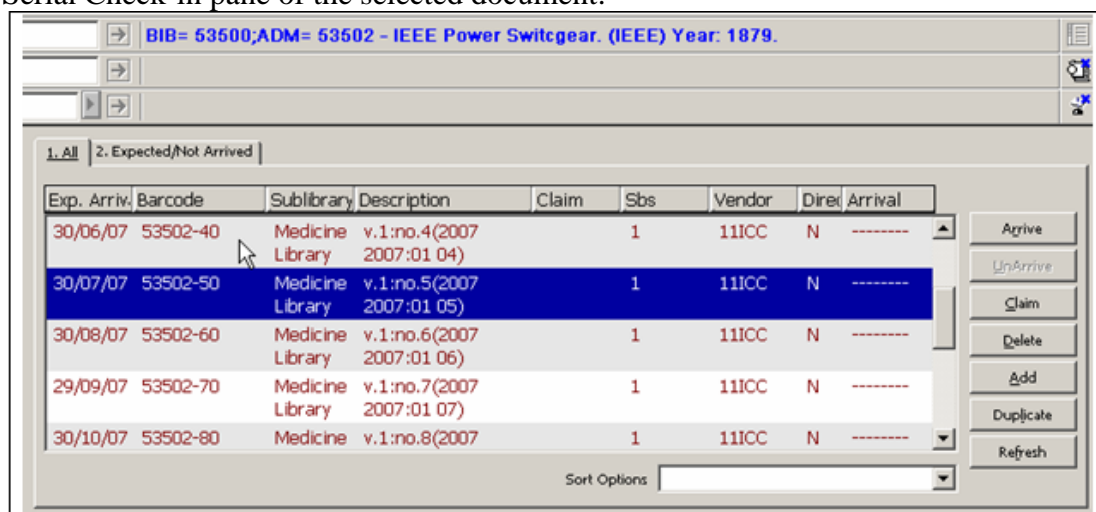 Serial Check-in pane of the selected document.
BIB= 53500;ADM= 53502 - IEEE Power Switcgear. (IEEE) Year: 1879.
1. All 2. Expected/Not Arrived
Exp. Arriv. Barcode Sublibrary Description Claim Sbs Vendor Direc Arrival
30/06/07 53502-40 Medicine v.1:no.4(2007 1 11ICC N --------
Library 2007:01 04)
30/07/07 53502-50 Medicine v.1:no.5(2007 1 11ICC N --------
Library 2007:01 05)
30/08/07 53502-60 Medicine v.1:no.6(2007 1 11ICC N --------
Library 2007:01 06)
29/09/07 53502-70 Medicine v.1:no.7(2007 1 11ICC N --------
Library 2007:01 07)
30/10/07 53502-80 Medicine v.1:no.8(2007 1 11ICC N --------
Arrive
UnArrive
Claim
Delete
Add
Duplicate
Refresh
Sort Options